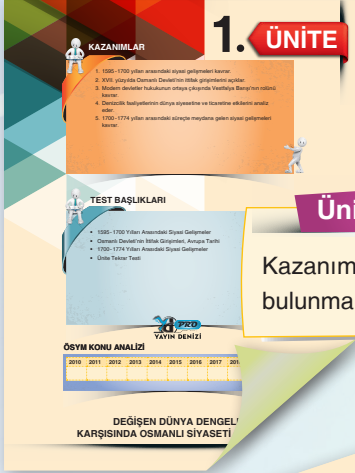 1. ÜNİTE
KAZANIMLAR
1. 1595-1700 yılları arasındaki siyasi gelişmeleri kavrar.
2. XVII. yüzyılda Osmanlı Devleti'nin ittifak girişimlerini açıklar.
3. Modern devletler hukukunun ortaya çıkışında Vestfalya Barışı'nın rolünü
kavrar.
4. Denizcilik faaliyetlerinin dünya siyasetine ve ticaretine etkilerini analiz
eder.
5. 1700-1774 yılları arasındaki süreçte meydana gelen siyasi gelişmeleri
kavrar.
TEST BAŞLIKLARI
• 1595-1700 Yılları Arasındaki Siyasi Gelişmeler
• Osmanlı Devleti'nin İttifak Girişimleri, Avrupa Tarihi
• 1700-1774 Yılları Arasındaki Siyasi Gelişmeler
• Ünite Tekrar Testi
Üni
Kazanım
bulunma
PRO
YAYIN DENİZİ
ÖSYM KONU ANALİZİ
2010 2011 2012 2013 2014 2015 2016 2017 201
DEĞİŞEN DÜNYA DENGEL
KARŞISINDA OSMANLI SİYASETİ